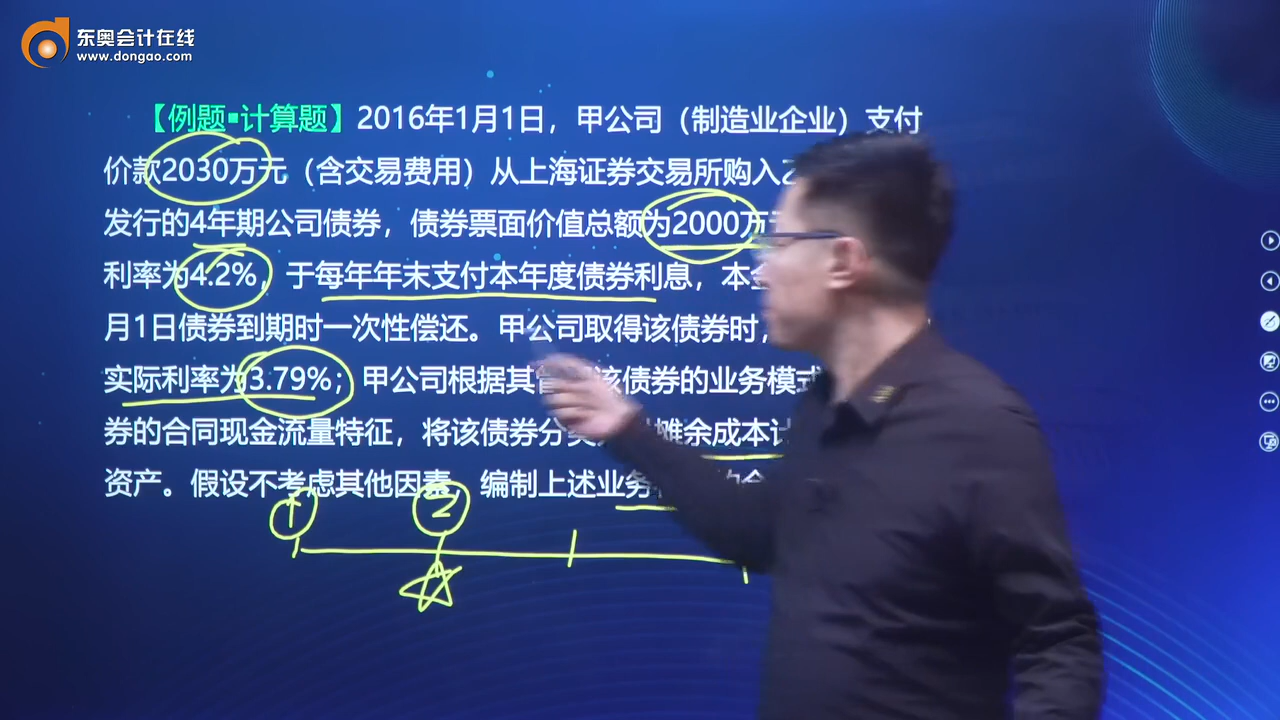 东奥会计在线
www.dongao.com
【例题▪计算题】2016年1月1日，甲公司（制造业企业）支付
价款2030万元（含交易费用）从上海证券交易所购入
发行的4年期公司债券，债券票面价值总额为2000万
利率为4.2%，于每年年末支付本年度债券利息，本
月1日债券到期时一次性偿还。甲公司取得该债券时，
实际利率为3.79%；甲公司根据其管 该债券的业务模式
券的合同现金流量特征，将该债券分类 摊余成本计
资产。假设不考虑其他因素，编制上述业务
1 2